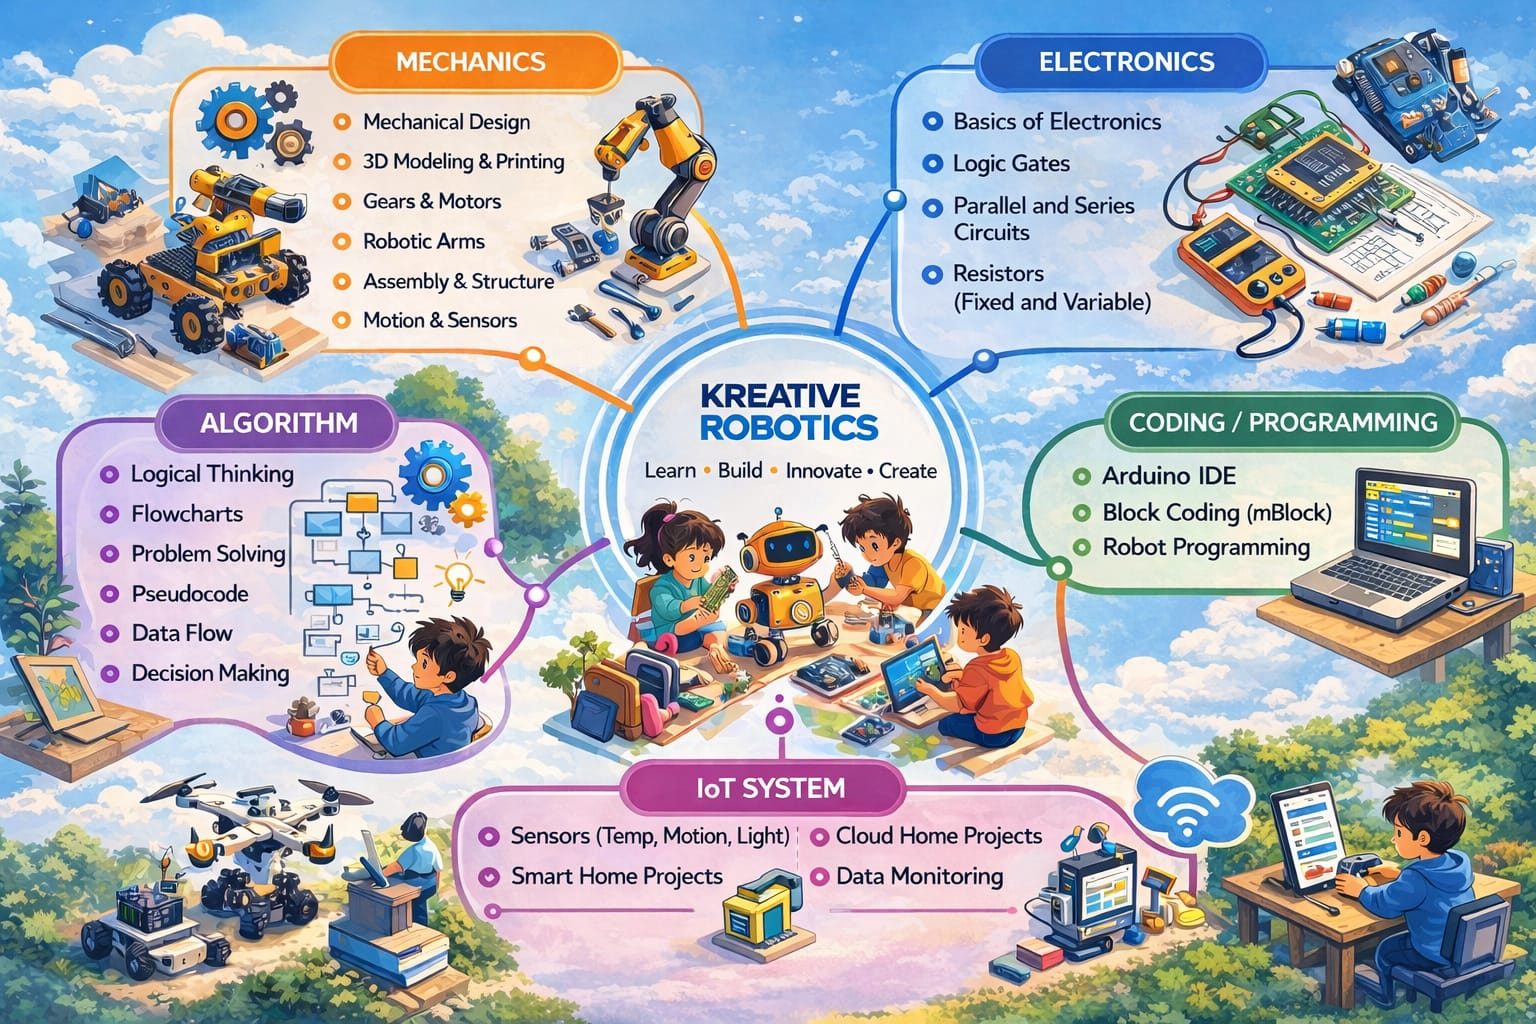 MECHANICS
Mechanical Design
3D Modeling & Printing
Gears & Motors
Robotic Arms
Assembly & Structure
Motion & Sensors
ELECTRONICS
Basics of Electronics
Logic Gates
Parallel and Series
Circuits
Resistors
(Fixed and Variable)
KREATIVE
ROBOTICS
Learn • Build • Innovate • Create
ALGORITHM
Logical Thinking
Flowcharts
Problem Solving
Pseudocode
Data Flow
Decision Making
CODING / PROGRAMMING
Arduino IDE
Block Coding (mBlock)
Robot Programming
IoT SYSTEM
Sensors (Temp, Motion, Light)
Smart Home Projects
Cloud Home Projects
Data Monitoring